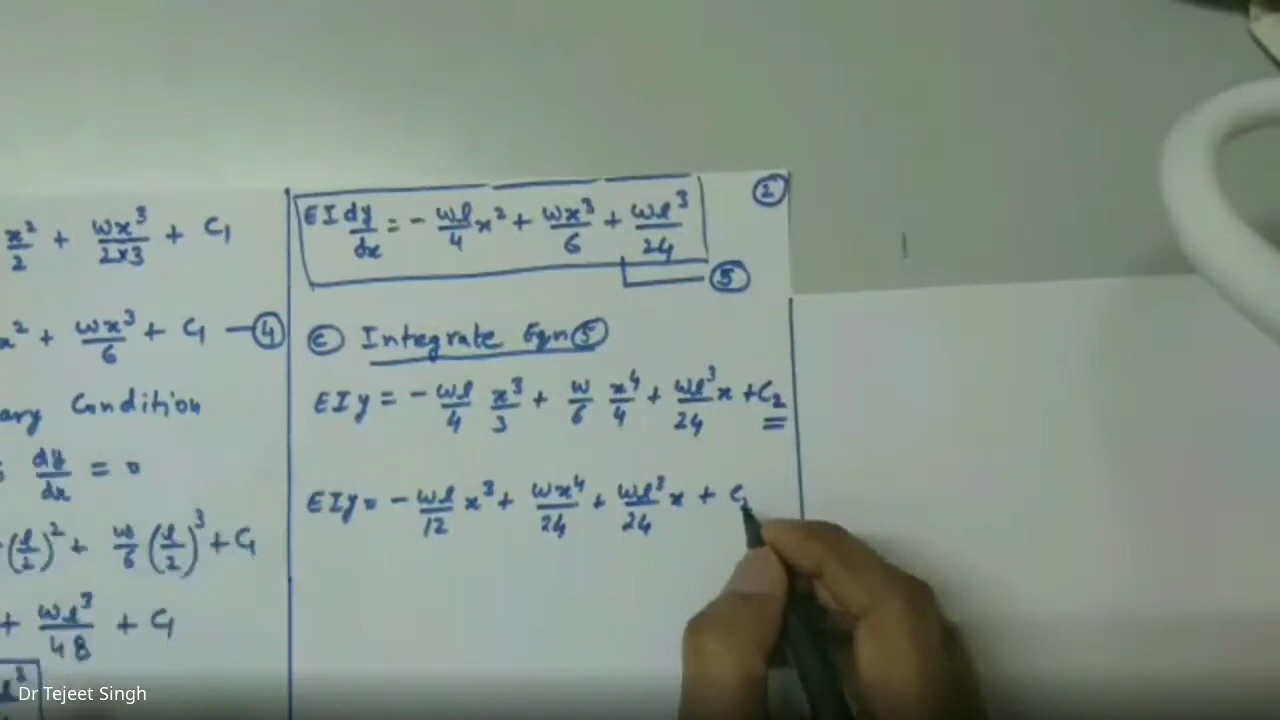 x²/2 + wx³/2×3 + C₁
x² + wx³/6 + C₁ — ④
ary Condition
dy/dx = 0
(l/2)² + w/6 (l/2)³ + C₁
+ wl³/48 + C₁
l³
②
EI dy/dx = - wl/4 x² + wx³/6 + wl³/24
⑤
ⓒ Integrate Eqn ⑤
EIy = - wl/4 x³/3 + w/6 x⁴/4 + wl³/24 x + C₂
EIy = - wl/12 x³ + wx⁴/24 + wl³/24 x + C
Dr Tejeet Singh